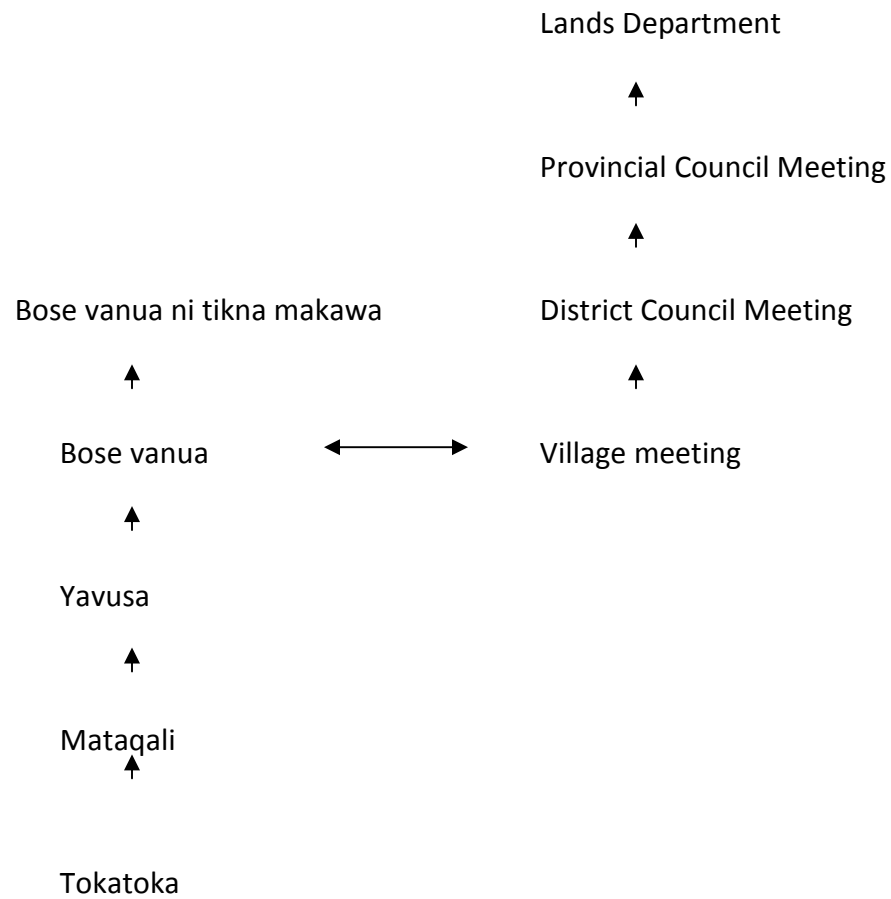 Lands Department
Provincial Council Meeting
Bose vanua ni tikna makawa
District Council Meeting
Bose vanua
Village meeting
Yavusa
Mataqali
Tokatoka